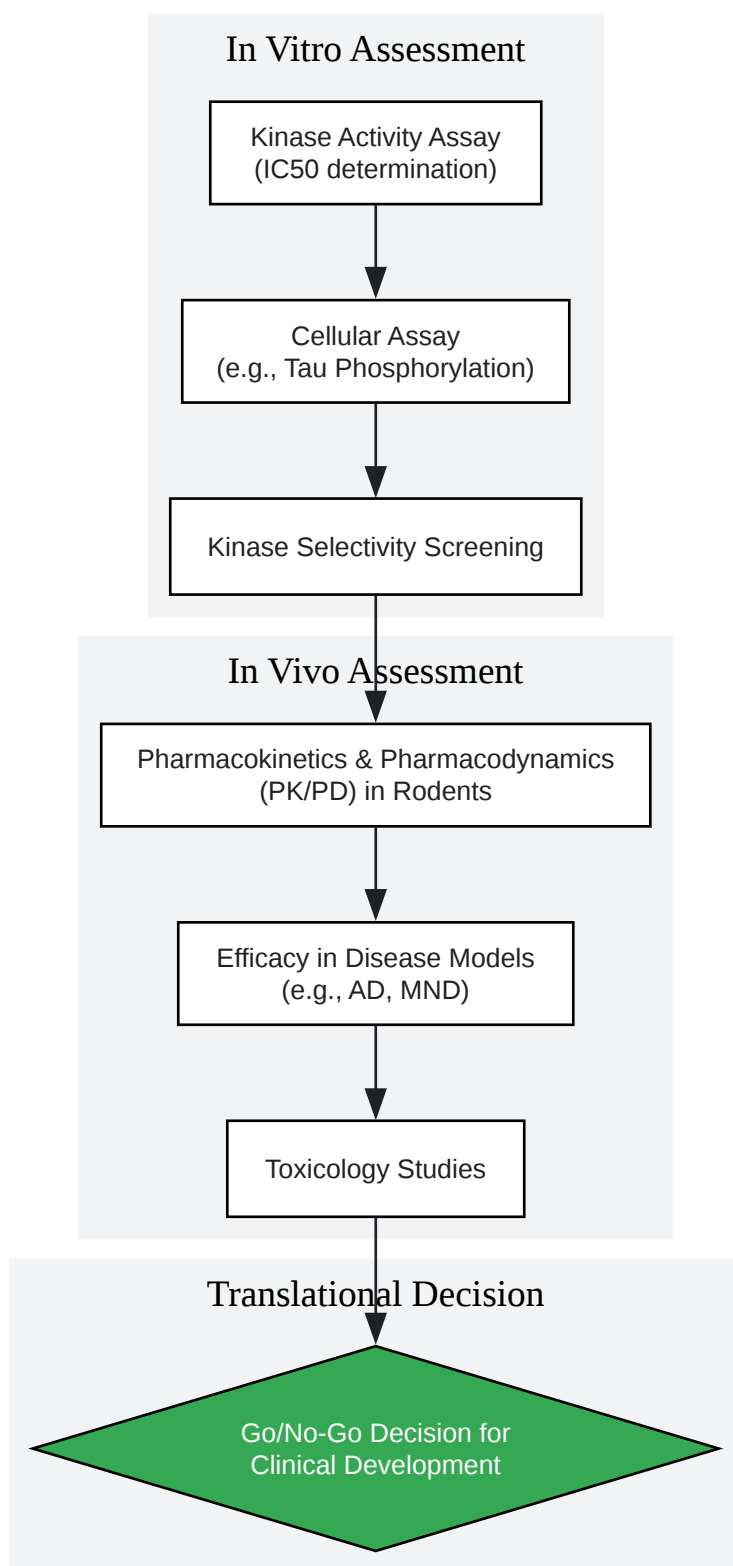 In Vitro Assessment
Kinase Activity Assay
(IC50 determination)
Cellular Assay
(e.g., Tau Phosphorylation)
Kinase Selectivity Screening
In Vivo Assessment
Pharmacokinetics & Pharmacodynamics
(PK/PD) in Rodents
Efficacy in Disease Models
(e.g., AD, MND)
Toxicology Studies
Translational Decision
Go/No-Go Decision for
Clinical Development